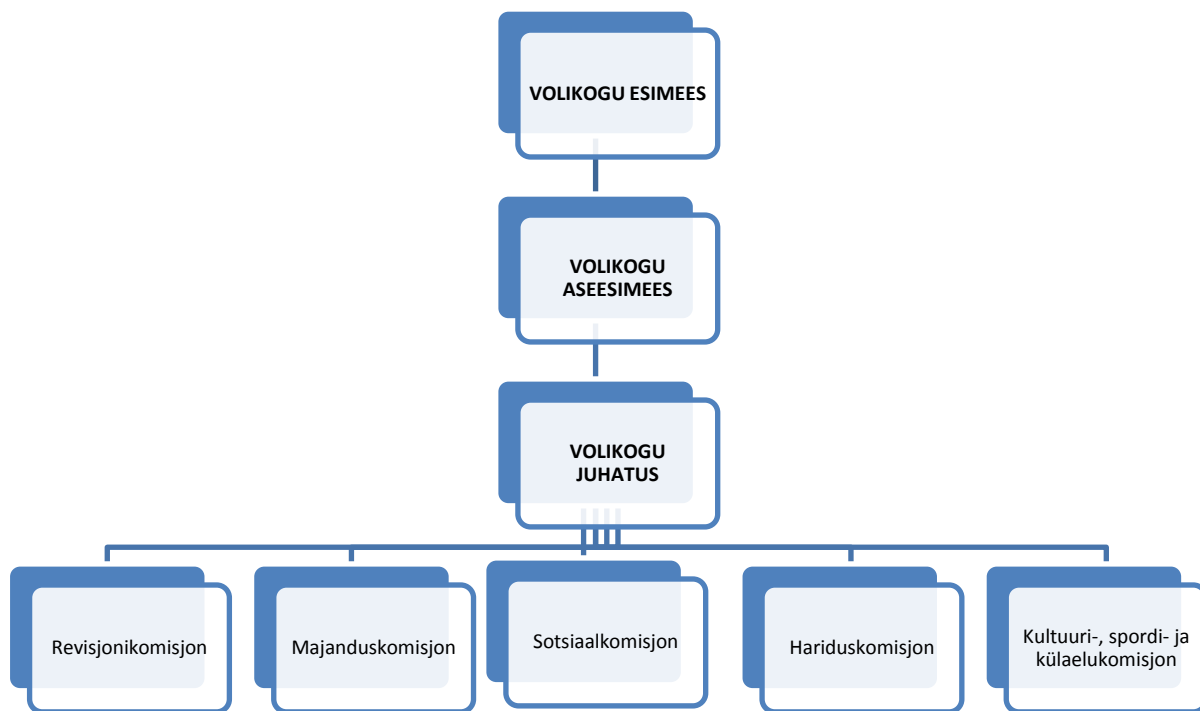 VOLIKOGU ESIMEES
VOLIKOGU
ASEESIMEES
VOLIKOGU
JUHATUS
Revisjonikomisjon
Majanduskomisjon
Sotsiaalkomisjon
Hariduskomisjon
Kultuuri-, spordi- ja
külaelukomisjon